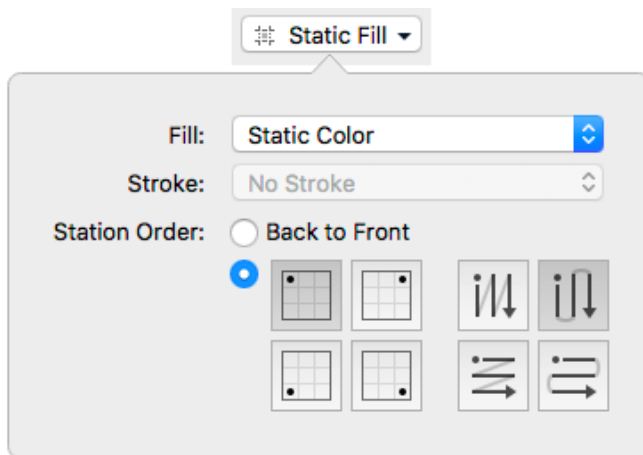 Static Fill
Fill: Static Color
Stroke: No Stroke
Station Order: Back to Front